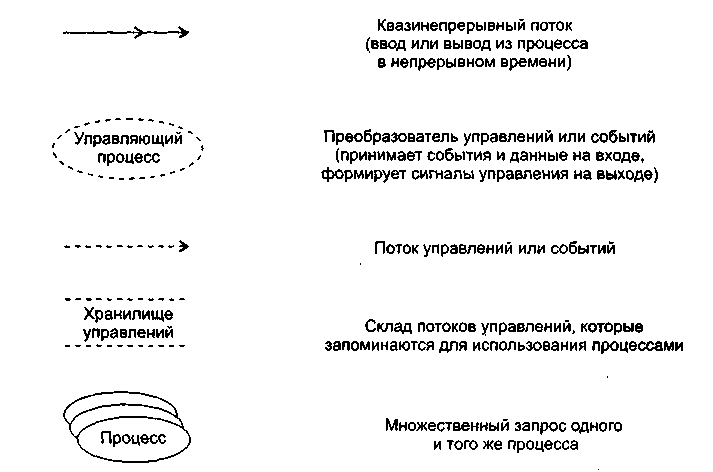 Квазинепрерывный поток
(ввод или вывод из процесса
в непрерывном времени)
Управляющий
процесс
Преобразователь управлений или событий
(принимает события и данные на входе,
формирует сигналы управления на выходе)
Поток управлений или событий
Хранилище
управлений
Склад потоков управлений, которые
запоминаются для использования процессами
Процесс
Множественный запрос одного
и того же процесса